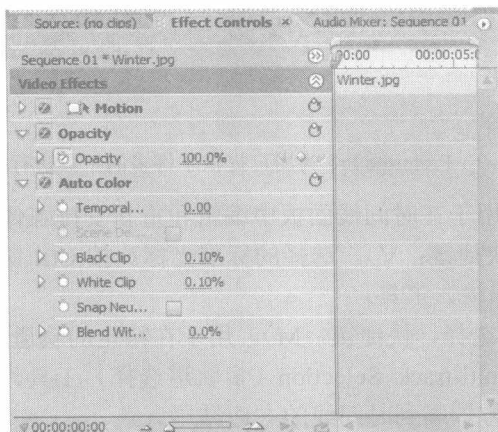 Source: (no clips) Effect Controls × Audio Mixer: Sequence 01
Sequence 01 * Winter.jpg 00:00 00:00:05:
Video Effects Winter.jpg
Motion
Opacity
Opacity 100.0%
Auto Color
Temporal... 0.00
Scene De...
Black Clip 0.10%
White Clip 0.10%
Snap Neu...
Blend Wit... 0.0%
00:00:00:00